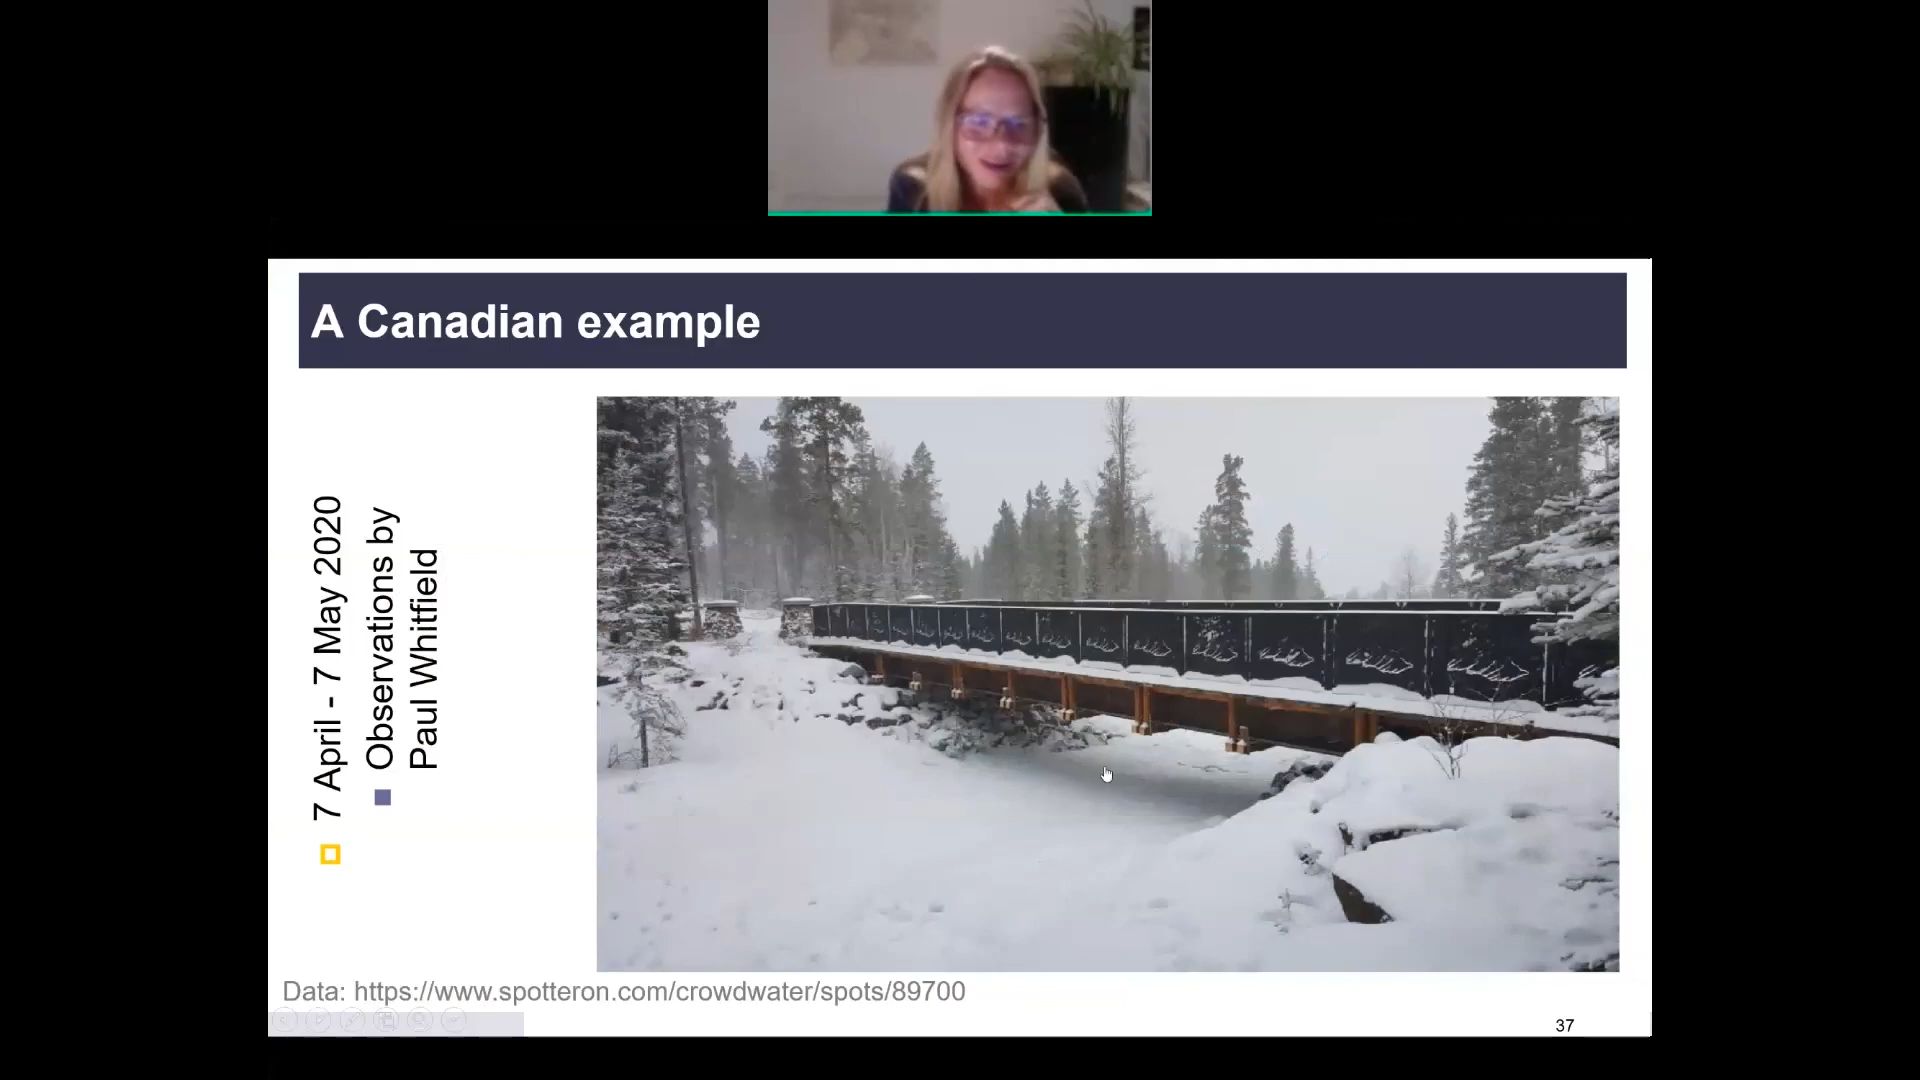 A Canadian example
7 April - 7 May 2020
Observations by
Paul Whitfield
Data: https://www.spotteron.com/crowdwater/spots/89700
37